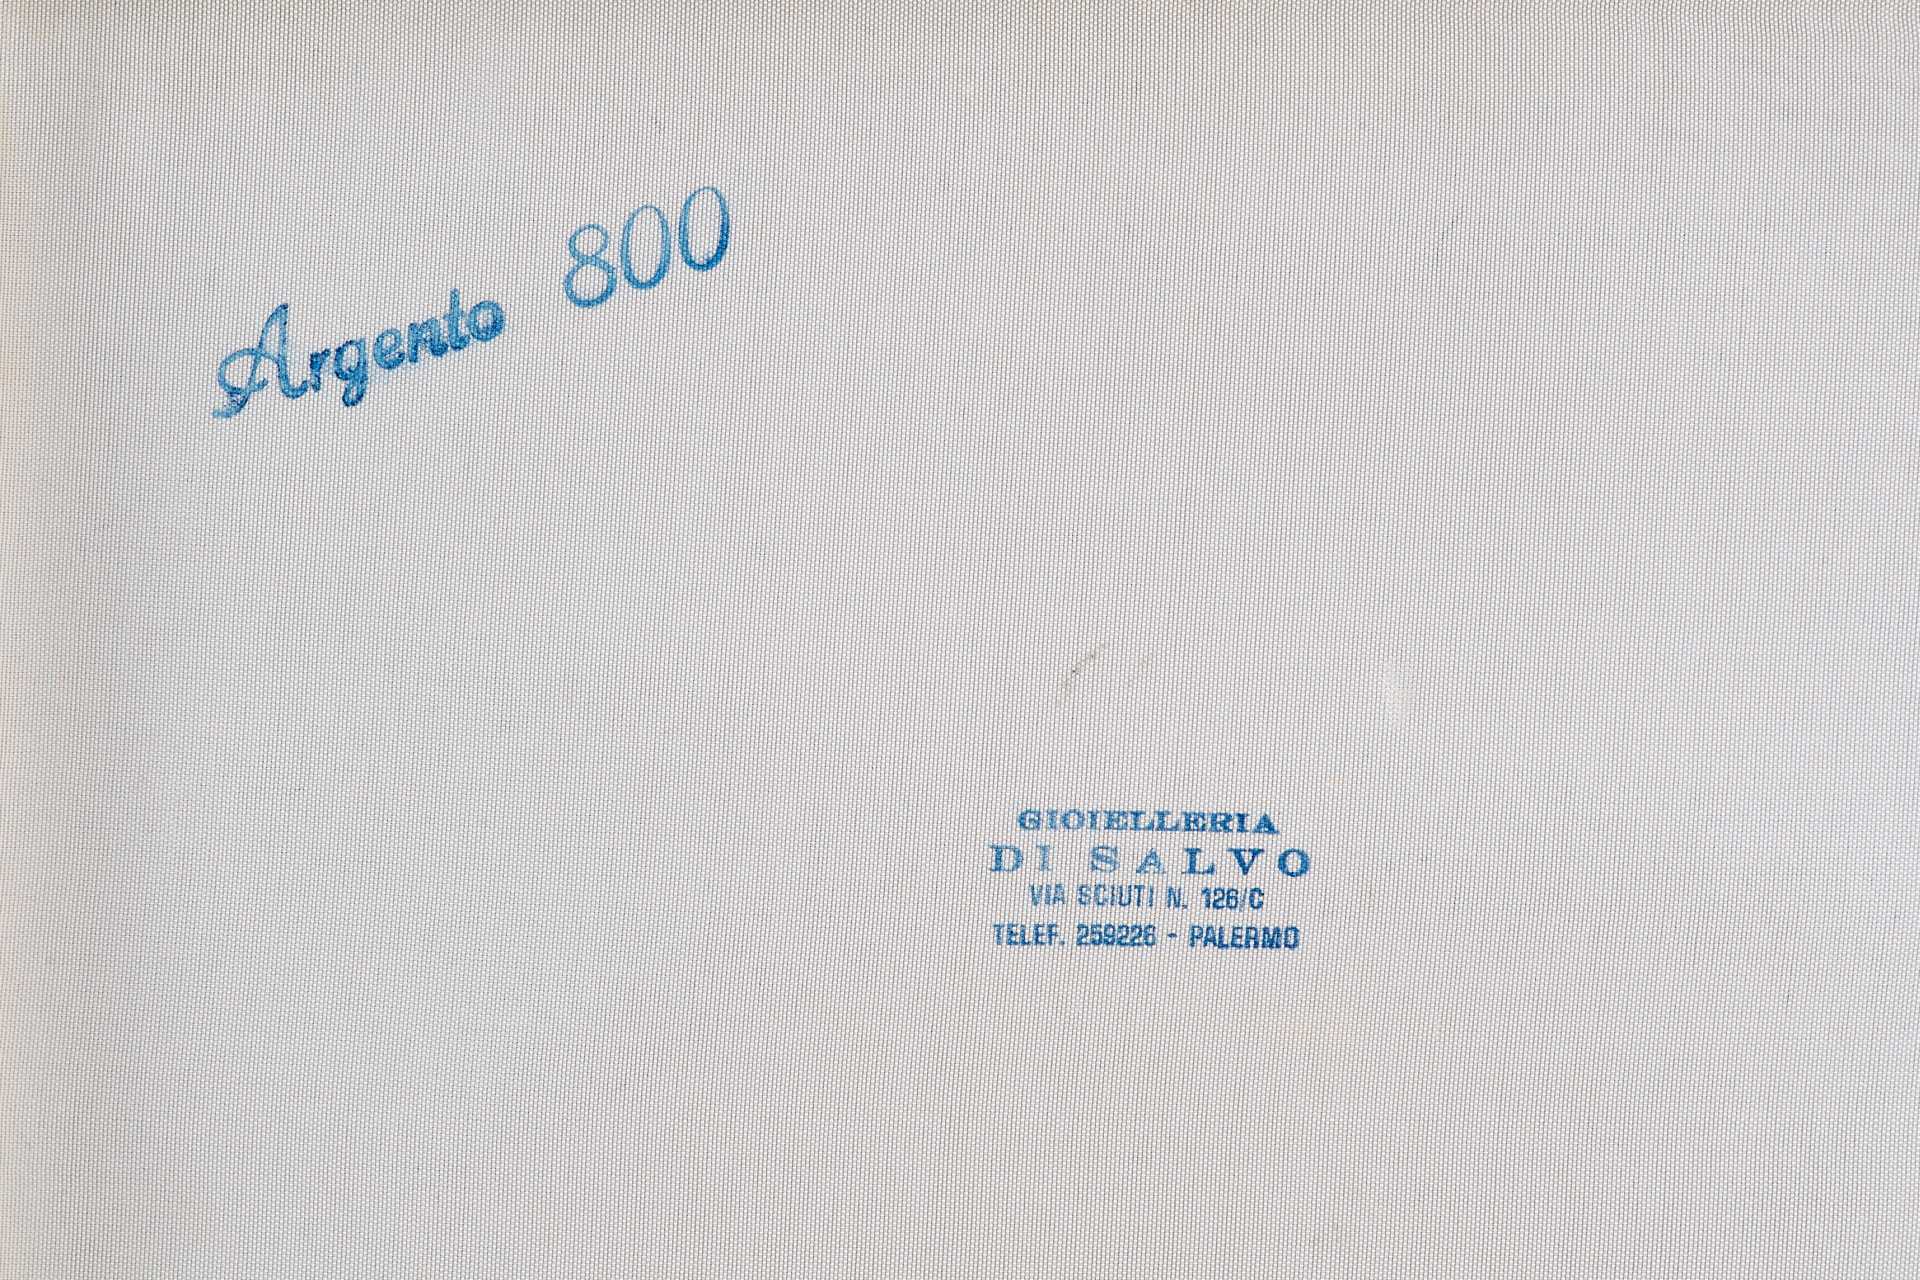 Argento 800
GIOIELLERIA
DI SALVO
VIA SCIUTI N. 126/C
TELEF. 259226 - PALERMO